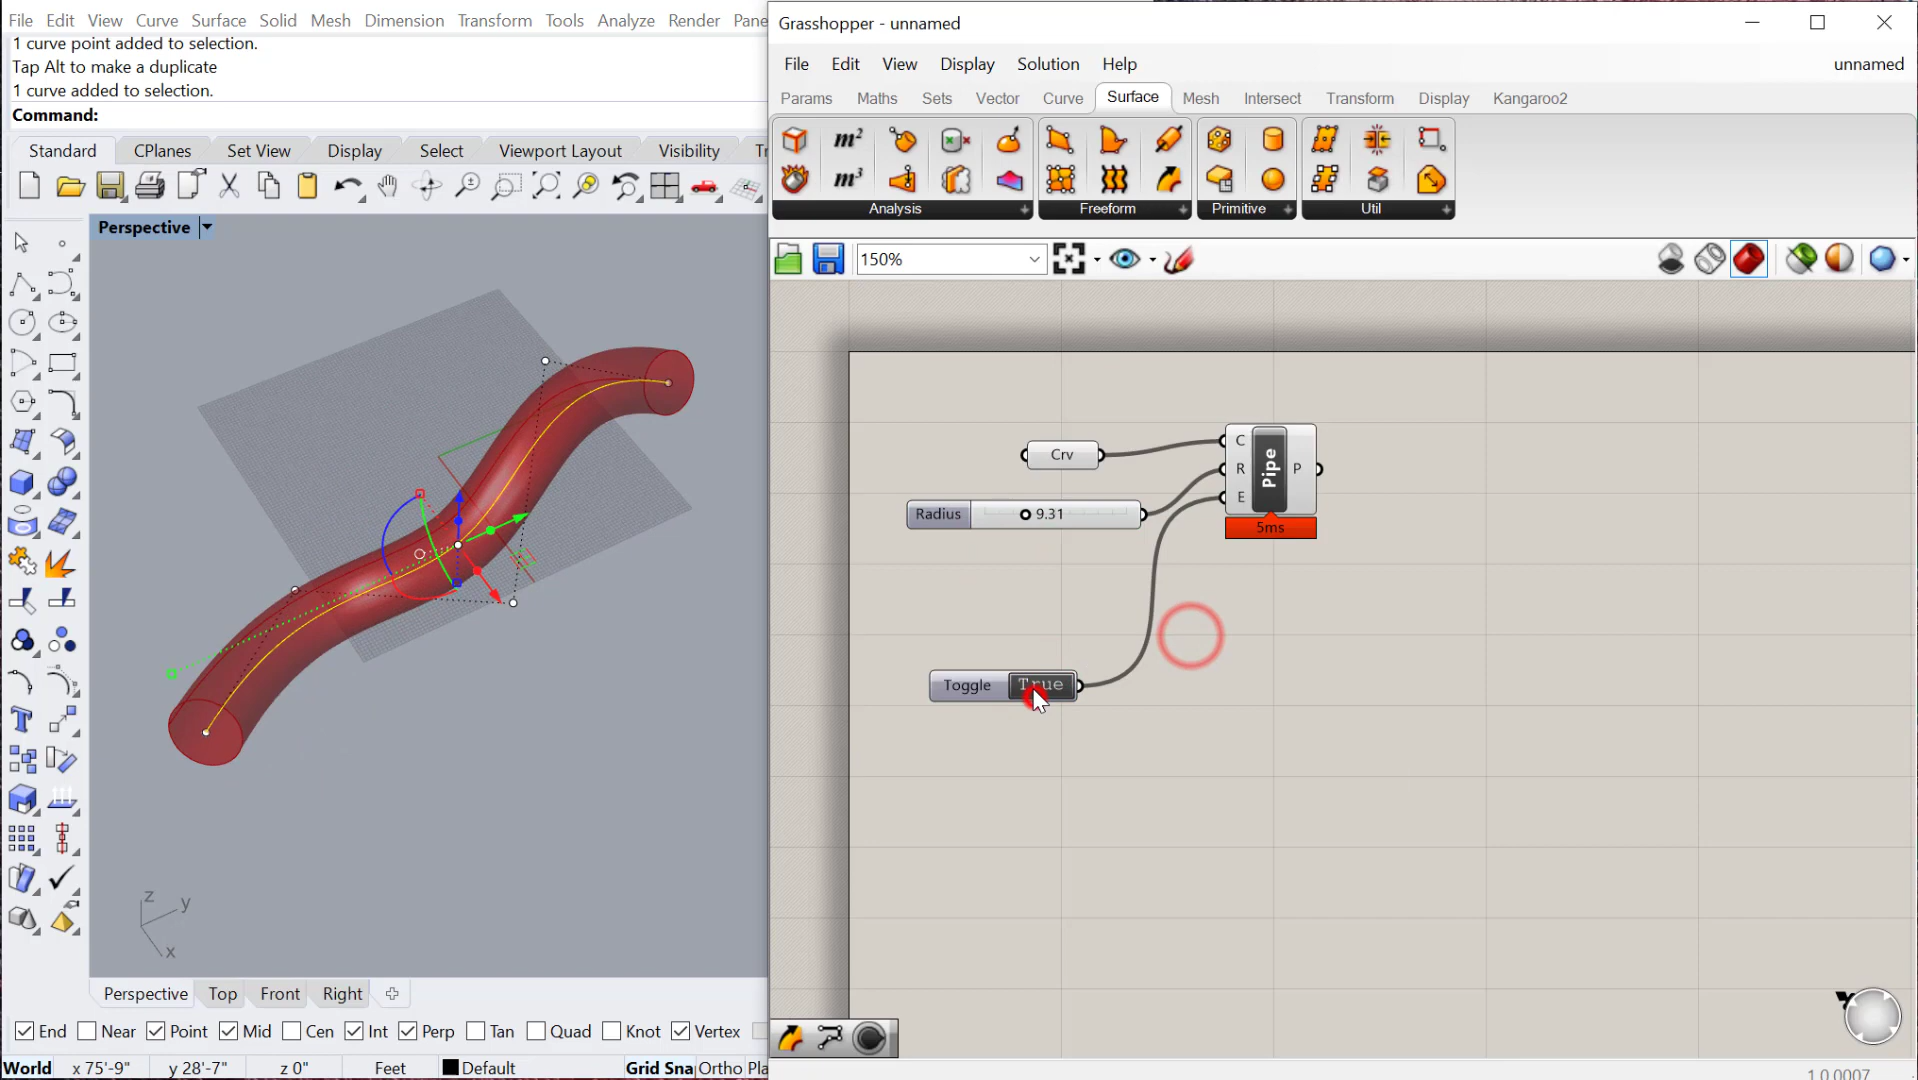 File Edit View Curve Surface Solid Mesh Dimension Transform Tools Analyze Render Pane
1 curve point added to selection.
Tap Alt to make a duplicate
1 curve added to selection.
Command:
Standard CPlanes Set View Display Select Viewport Layout Visibility Tr
Perspective
z
y
x
Perspective Top Front Right
End Near Point Mid Cen Int Perp Tan Quad Knot Vertex
World x 75'-9" y 28'-7" z 0" Feet Default Grid Sna Ortho Pla
Grasshopper - unnamed
File Edit View Display Solution Help unnamed
Params Maths Sets Vector Curve Surface Mesh Intersect Transform Display Kangaroo2
m²
m³
Analysis Freeform Primitive Util
150%
Crv
C
R
E
Pipe
P
Radius 9.31
5ms
Toggle True
1.0.0007